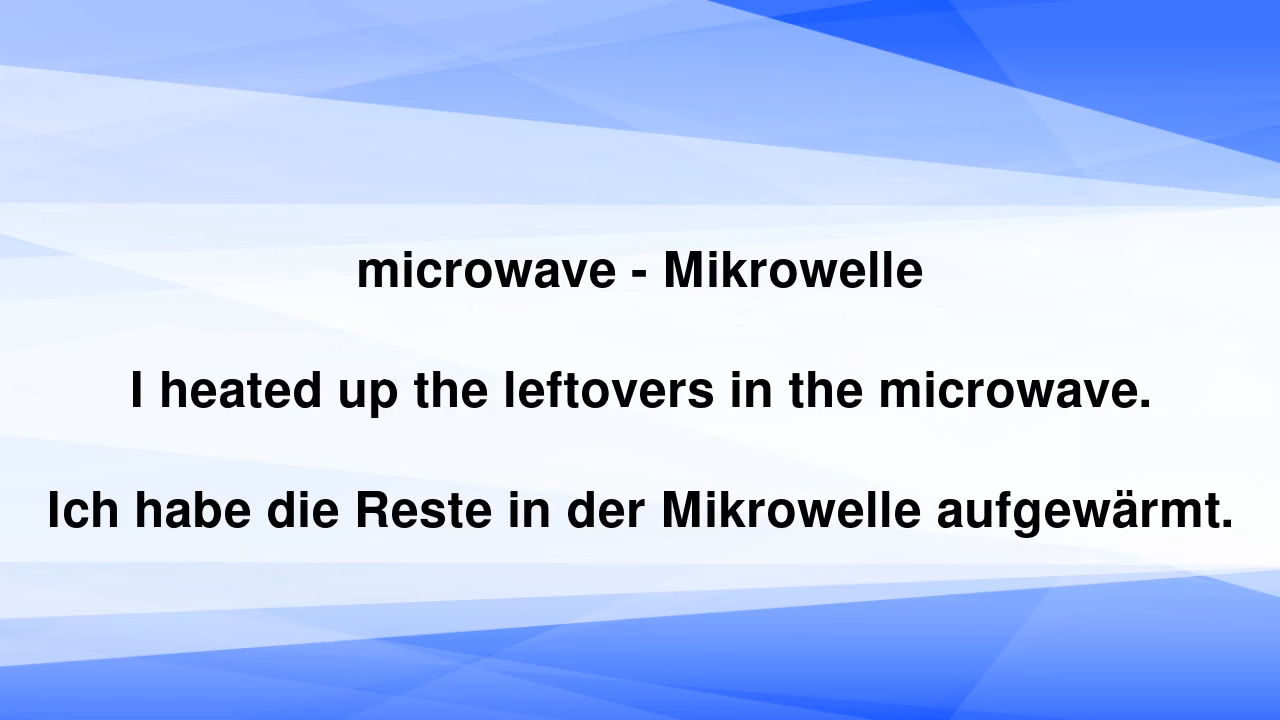 microwave - Mikrowelle
I heated up the leftovers in the microwave.
Ich habe die Reste in der Mikrowelle aufgewärmt.